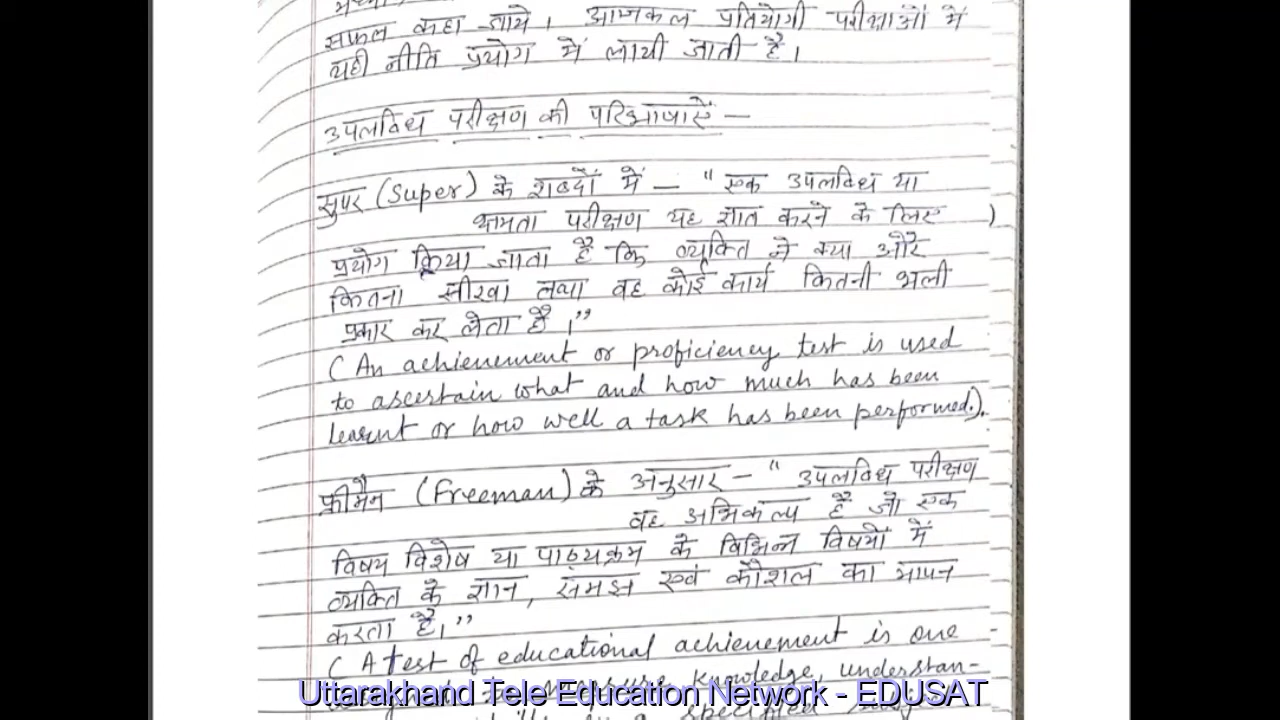 सफल कहा जाये। आजकल प्रतियोगी परीक्षाओं में
यही नीति प्रयोग में लायी जाती है।
उपलब्धि परीक्षण की परिभाषाऐं —
सुपर (Super) के शब्दों में — " एक उपलब्धि या
क्षमता परीक्षण यह ज्ञात करने के लिए
प्रयोग किया जाता है कि व्यक्ति ने क्या और
कितना सीखा तथा वह कोई कार्य कितनी भली
प्रकार कर लेता है।"
(An achievement or proficiency test is used
to ascertain what and how much has been
learnt or how well a task has been performed.).
फ्रीमैन (Freeman) के अनुसार — " उपलब्धि परीक्षण
वह अभिकल्प है जो एक
विषय विशेष या पाठ्यक्रम के विभिन्न विषयों में
व्यक्ति के ज्ञान, समझ एवं कौशल का मापन
करता है।"
(A test of educational achievement is one
measure knowledge, understan-
a specified
Uttarakhand Tele Education Network - EDUSAT